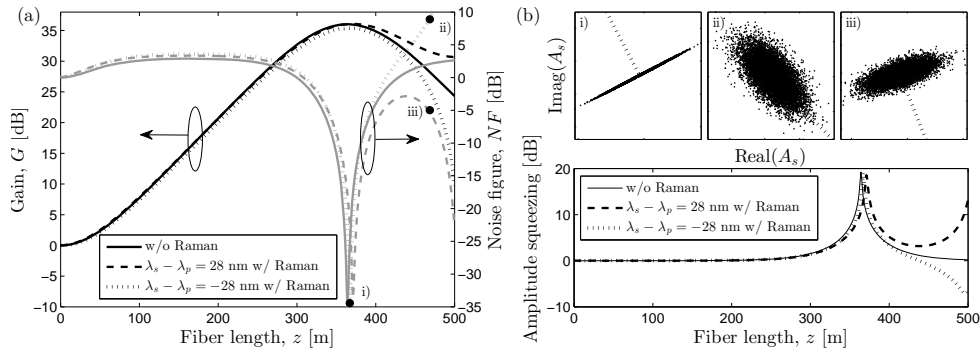 (a)
Gain, G [dB]
35
30
25
20
15
10
5
0
−5
−10
0
100
200
300
400
500
Fiber length, z [m]
10
5
0
−5
−10
−15
−20
−25
−30
−35
Noise figure, NF [dB]
ii)
iii)
i)
w/o Raman
λs − λp = 28 nm w/ Raman
λs − λp = −28 nm w/ Raman
(b)
Imag(As)
i)
ii)
iii)
Real(As)
Amplitude squeezing [dB]
20
10
0
−10
w/o Raman
λs − λp = 28 nm w/ Raman
λs − λp = −28 nm w/ Raman
0
100
200
300
400
500
Fiber length, z [m]